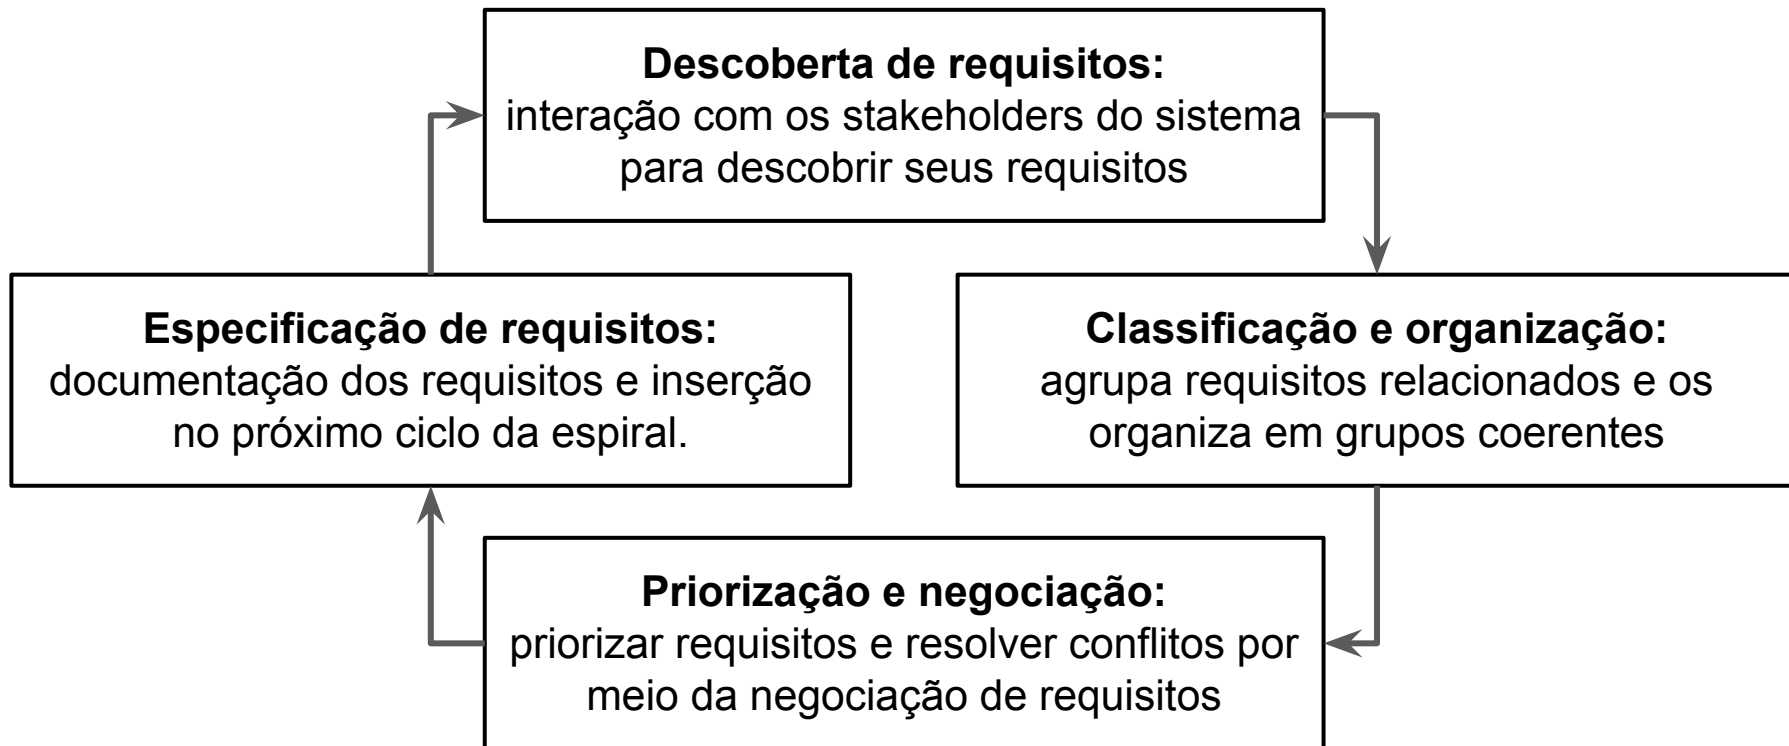 Descoberta de requisitos:
interação com os stakeholders do sistema
para descobrir seus requisitos
Classificação e organização:
agrupa requisitos relacionados e os
organiza em grupos coerentes
Priorização e negociação:
priorizar requisitos e resolver conflitos por
meio da negociação de requisitos
Especificação de requisitos:
documentação dos requisitos e inserção
no próximo ciclo da espiral.